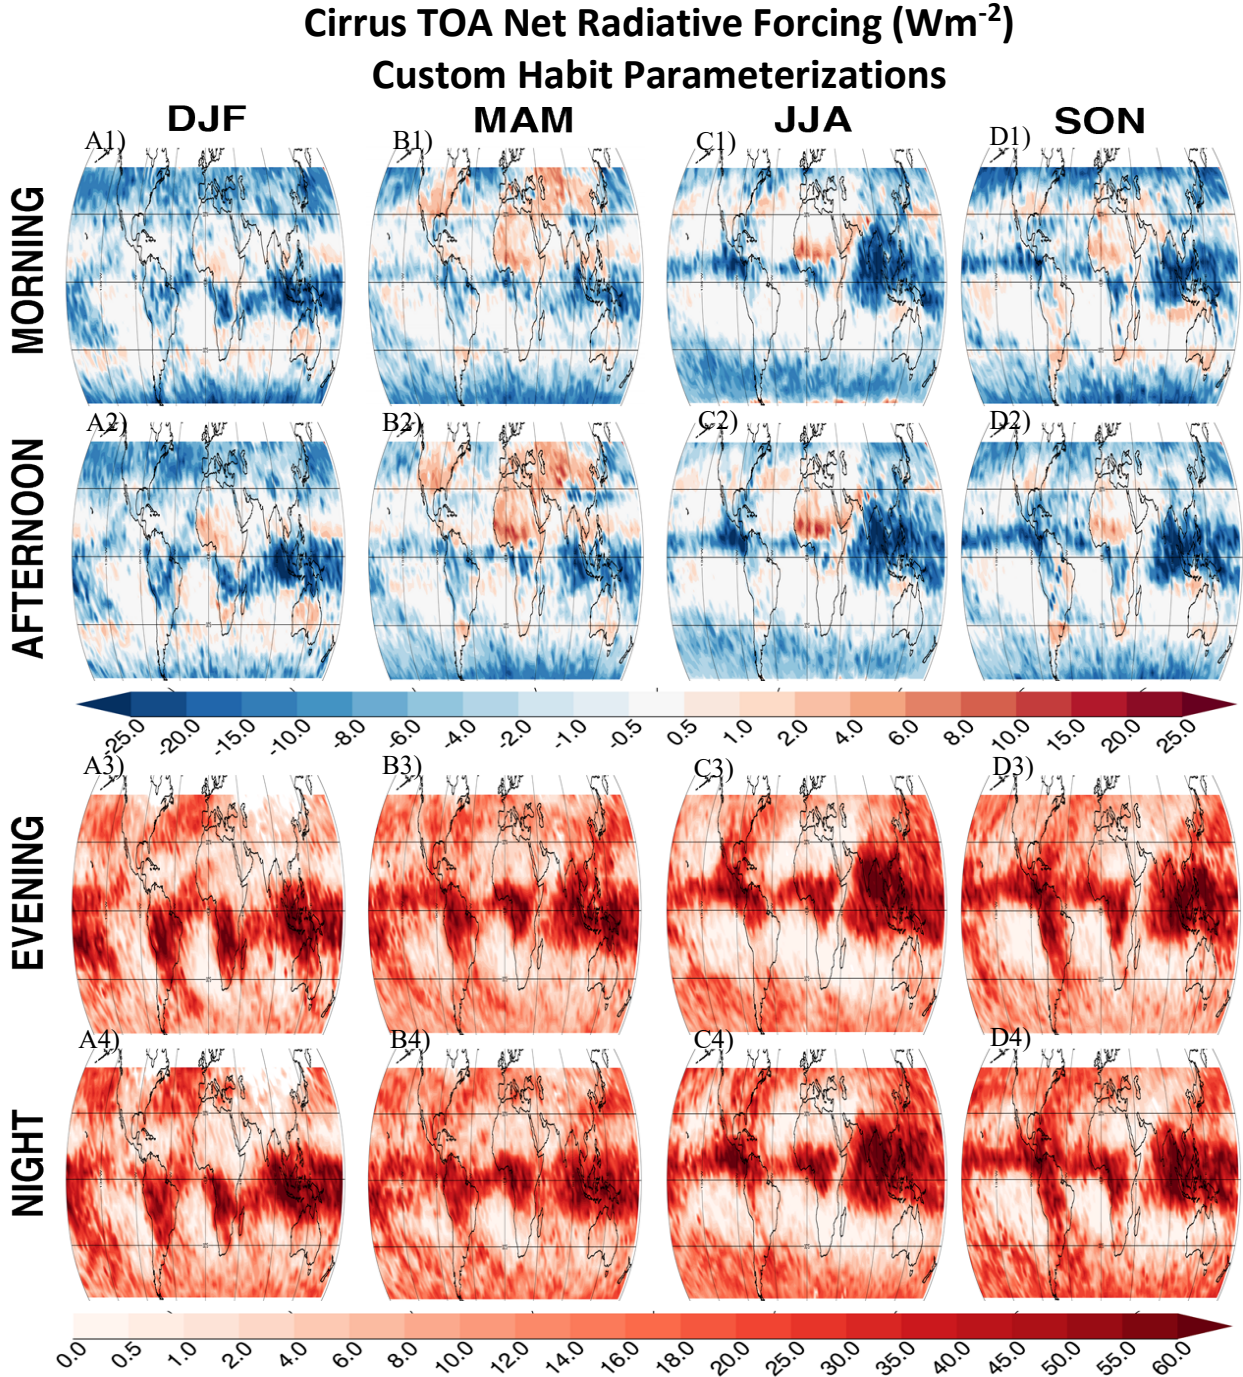 Cirrus TOA Net Radiative Forcing (Wm-2)
Custom Habit Parameterizations
DJF MAM JJA SON
A1) B1) C1) D1)
MORNING
A2) B2) C2) D2)
AFTERNOON
-25.0 -20.0 -15.0 -10.0 -8.0 -6.0 -4.0 -2.0 -1.0 -0.5 0.5 1.0 2.0 4.0 6.0 8.0 10.0 15.0 20.0 25.0
A3) B3) C3) D3)
EVENING
A4) B4) C4) D4)
NIGHT
0.0 0.5 1.0 2.0 4.0 6.0 8.0 10.0 14.0 16.0 18.0 20.0 25.0 30.0 35.0 40.0 45.0 50.0 55.0 60.0